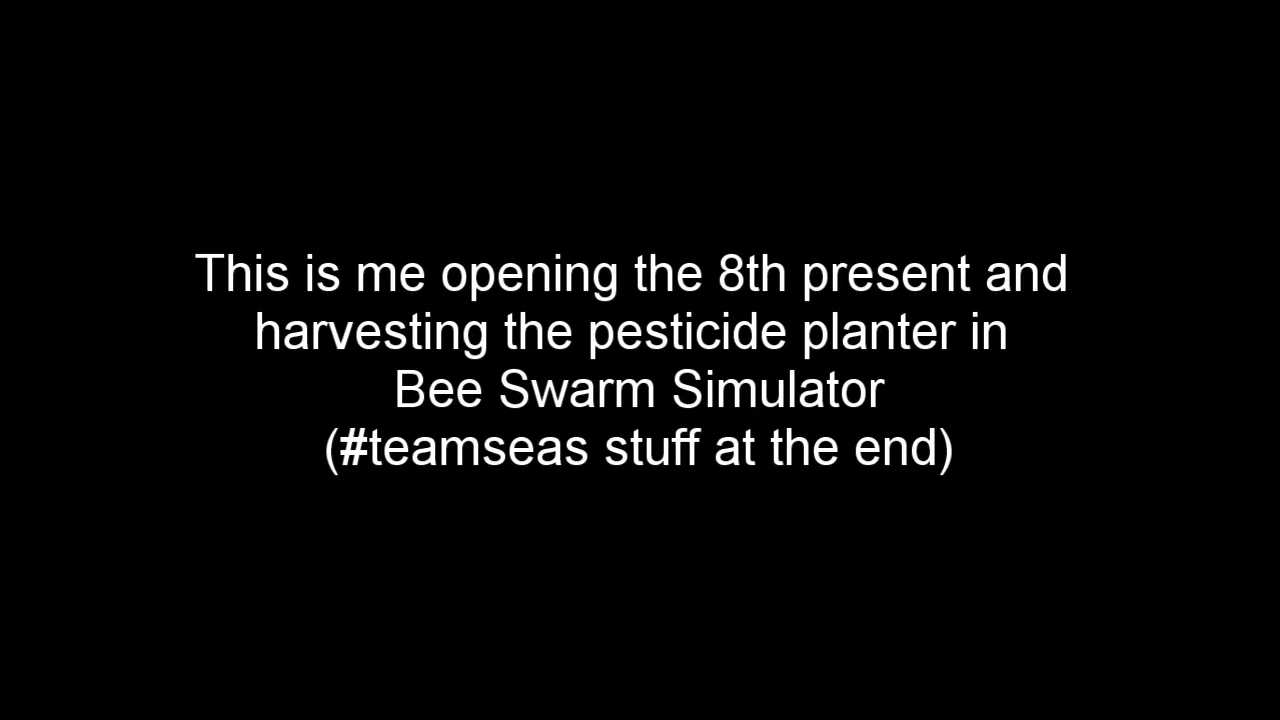 This is me opening the 8th present and
harvesting the pesticide planter in
Bee Swarm Simulator
(#teamseas stuff at the end)